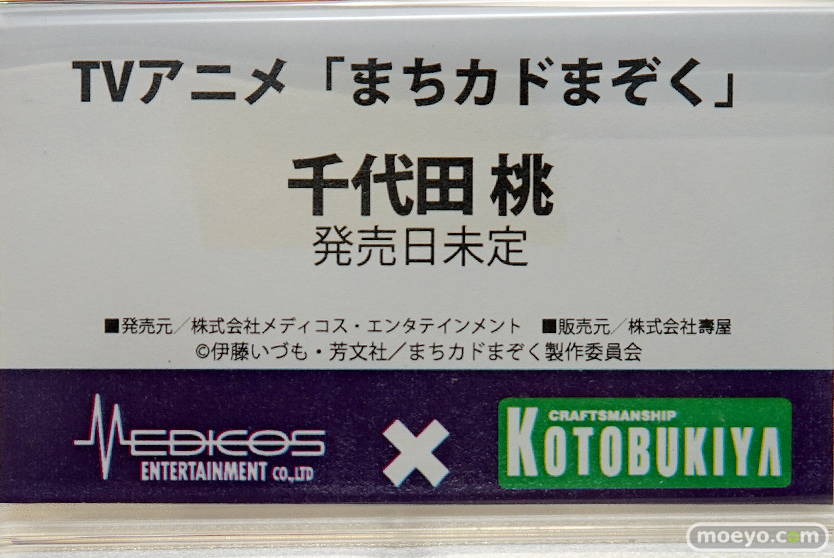 TVアニメ「まちカドまぞく」
千代田 桃
発売日未定
■発売元／株式会社メディコス・エンタテインメント ■販売元／株式会社壽屋
©伊藤いづも・芳文社／まちカドまぞく製作委員会
MEDICOS
ENTERTAINMENT CO.,LTD
×
CRAFTSMANSHIP
KOTOBUKIYA
moeyo.com